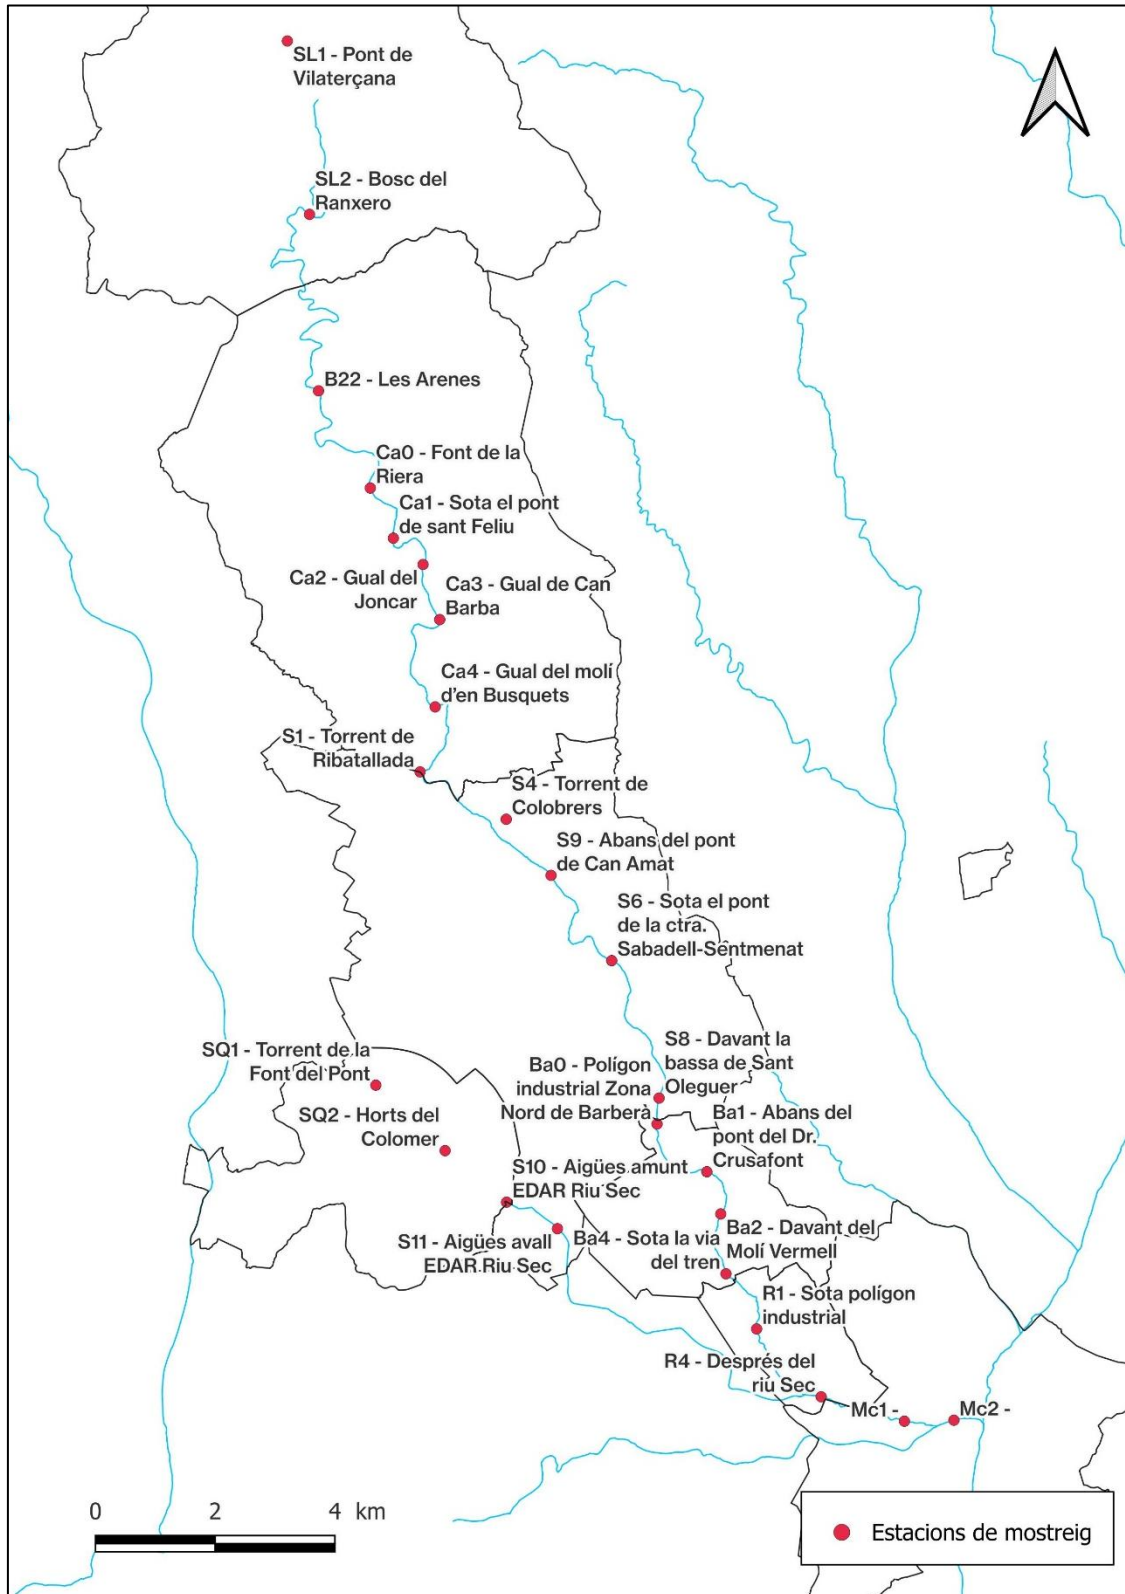 SL1 - Pont de
Vilaterçana
SL2 - Bosc del
Ranxero
B22 - Les Arenes
Ca0 - Font de la
Riera
Ca1 - Sota el pont
de sant Feliu
Ca2 - Gual del
Joncar
Ca3 - Gual de Can
Barba
Ca4 - Gual del molí
d'en Busquets
S1 - Torrent de
Ribatallada
S4 - Torrent de
Colobrers
S9 - Abans del pont
de Can Amat
S6 - Sota el pont
de la ctra.
Sabadell-Sentmenat
SQ1 - Torrent de la
Font del Pont
SQ2 - Horts del
Colomer
S8 - Davant la
bassa de Sant
Oleguer
Ba0 - Polígon
industrial Zona
Nord de Barberà
Ba1 - Abans del
pont del Dr.
Crusafont
S10 - Aigües amunt
EDAR Riu Sec
S11 - Aigües avall
EDAR Riu Sec
Ba4 - Sota la via
del tren
Ba2 - Davant del
Molí Vermell
R1 - Sota polígon
industrial
R4 - Després del
riu Sec
Mc1 -
Mc2 -
0 2 4 km
Estacions de mostreig